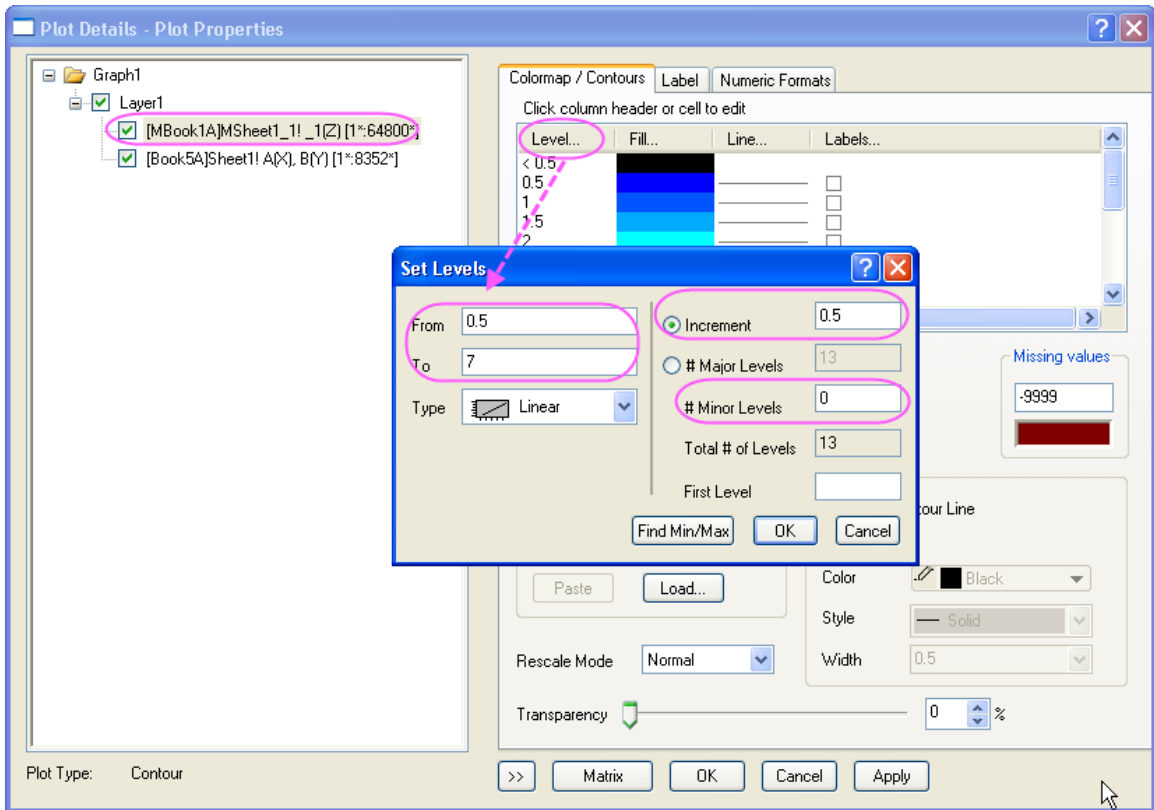 Plot Details - Plot Properties
Graph1
Layer1
[MBook1A]MSheet1_1! _1(Z) [1*:64800*]
[Book5A]Sheet1! A(X), B(Y) [1*:8352*]
Colormap / Contours Label Numeric Formats
Click column header or cell to edit
Level... Fill... Line... Labels...
< 0.5
0.5
1
1.5
2
Set Levels
From 0.5
To 7
Type Linear
Increment 0.5
# Major Levels 13
# Minor Levels 0
Total # of Levels 13
First Level
Find Min/Max OK Cancel
Missing values
-9999
tour Line
Paste Load...
Color Black
Style Solid
Width 0.5
Rescale Mode Normal
Transparency 0 %
Plot Type: Contour
>> Matrix OK Cancel Apply